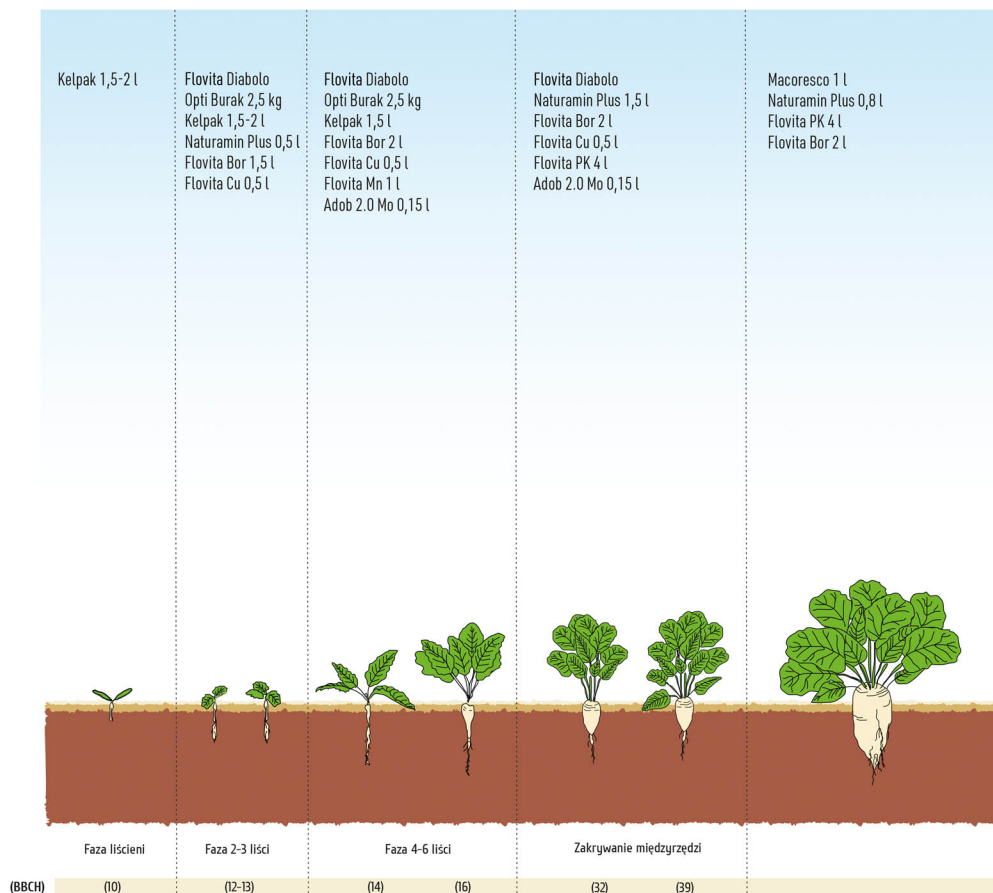 Kelpak 1,5-2 l
Flovita Diabolo
Opti Burak 2,5 kg
Kelpak 1,5-2 l
Naturamin Plus 0,5 l
Flovita Bor 1,5 l
Flovita Cu 0,5 l
Flovita Diabolo
Opti Burak 2,5 kg
Kelpak 1,5 l
Flovita Bor 2 l
Flovita Cu 0,5 l
Flovita Mn 1 l
Adob 2.0 Mo 0,15 l
Flovita Diabolo
Naturamin Plus 1,5 l
Flovita Bor 2 l
Flovita Cu 0,5 l
Flovita PK 4 l
Adob 2.0 Mo 0,15 l
Macoresco 1 l
Naturamin Plus 0,8 l
Flovita PK 4 l
Flovita Bor 2 l
Faza liścieni
Faza 2-3 liści
Faza 4-6 liści
Zakrywanie międzyrzędzi
(BBCH) (10) (12-13) (14) (16) (32) (39)